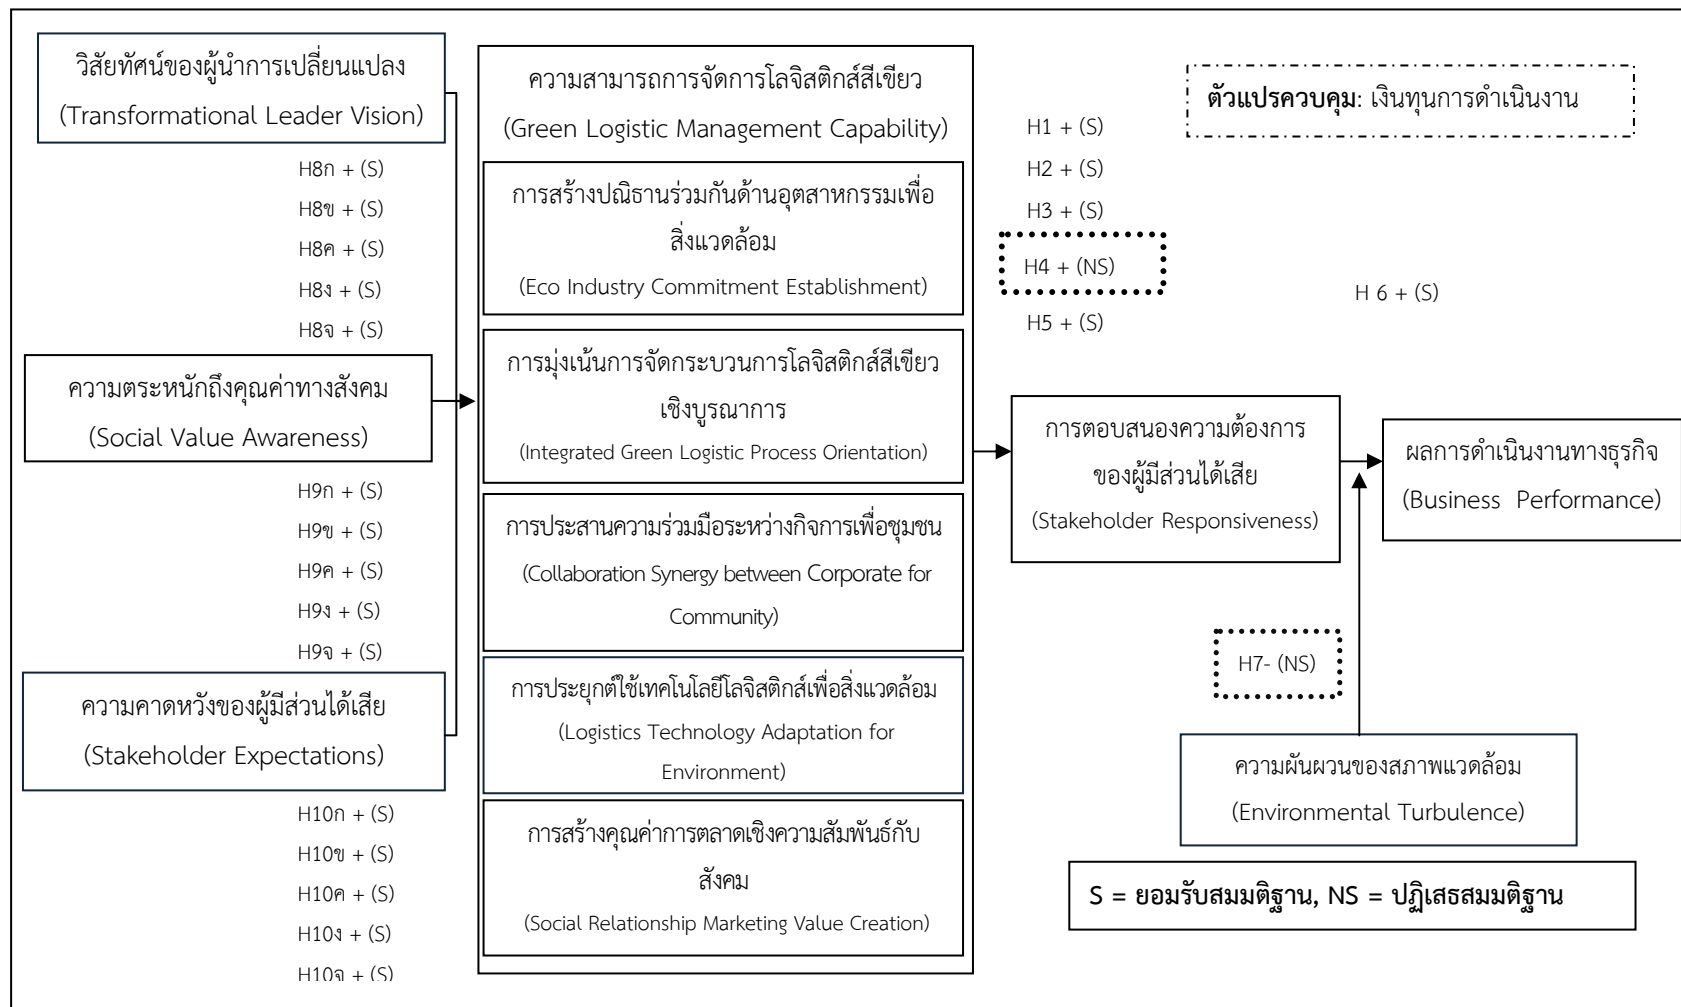 วิสัยทัศน์ของผู้นำการเปลี่ยนแปลง
(Transformational Leader Vision)
H8ก + (S)
H8ข + (S)
H8ค + (S)
H8ง + (S)
H8จ + (S)
ความตระหนักถึงคุณค่าทางสังคม
(Social Value Awareness)
H9ก + (S)
H9ข + (S)
H9ค + (S)
H9ง + (S)
H9จ + (S)
ความคาดหวังของผู้มีส่วนได้เสีย
(Stakeholder Expectations)
H10ก + (S)
H10ข + (S)
H10ค + (S)
H10ง + (S)
H10จ + (S)
ความสามารถการจัดการโลจิสติกส์สีเขียว
(Green Logistic Management Capability)
การสร้างปณิธานร่วมกันด้านอุตสาหกรรมเพื่อ
สิ่งแวดล้อม
(Eco Industry Commitment Establishment)
การมุ่งเน้นการจัดกระบวนการโลจิสติกส์สีเขียว
เชิงบูรณาการ
(Integrated Green Logistic Process Orientation)
การประสานความร่วมมือระหว่างกิจการเพื่อชุมชน
(Collaboration Synergy between Corporate for
Community)
การประยุกต์ใช้เทคโนโลยีโลจิสติกส์เพื่อสิ่งแวดล้อม
(Logistics Technology Adaptation for
Environment)
การสร้างคุณค่าการตลาดเชิงความสัมพันธ์กับ
สังคม
(Social Relationship Marketing Value Creation)
H1 + (S)
H2 + (S)
H3 + (S)
H4 + (NS)
H5 + (S)
ตัวแปรควบคุม: เงินทุนการดำเนินงาน
H 6 + (S)
การตอบสนองความต้องการ
ของผู้มีส่วนได้เสีย
(Stakeholder Responsiveness)
ผลการดำเนินงานทางธุรกิจ
(Business Performance)
H7- (NS)
ความผันผวนของสภาพแวดล้อม
(Environmental Turbulence)
S = ยอมรับสมมติฐาน, NS = ปฏิเสธสมมติฐาน